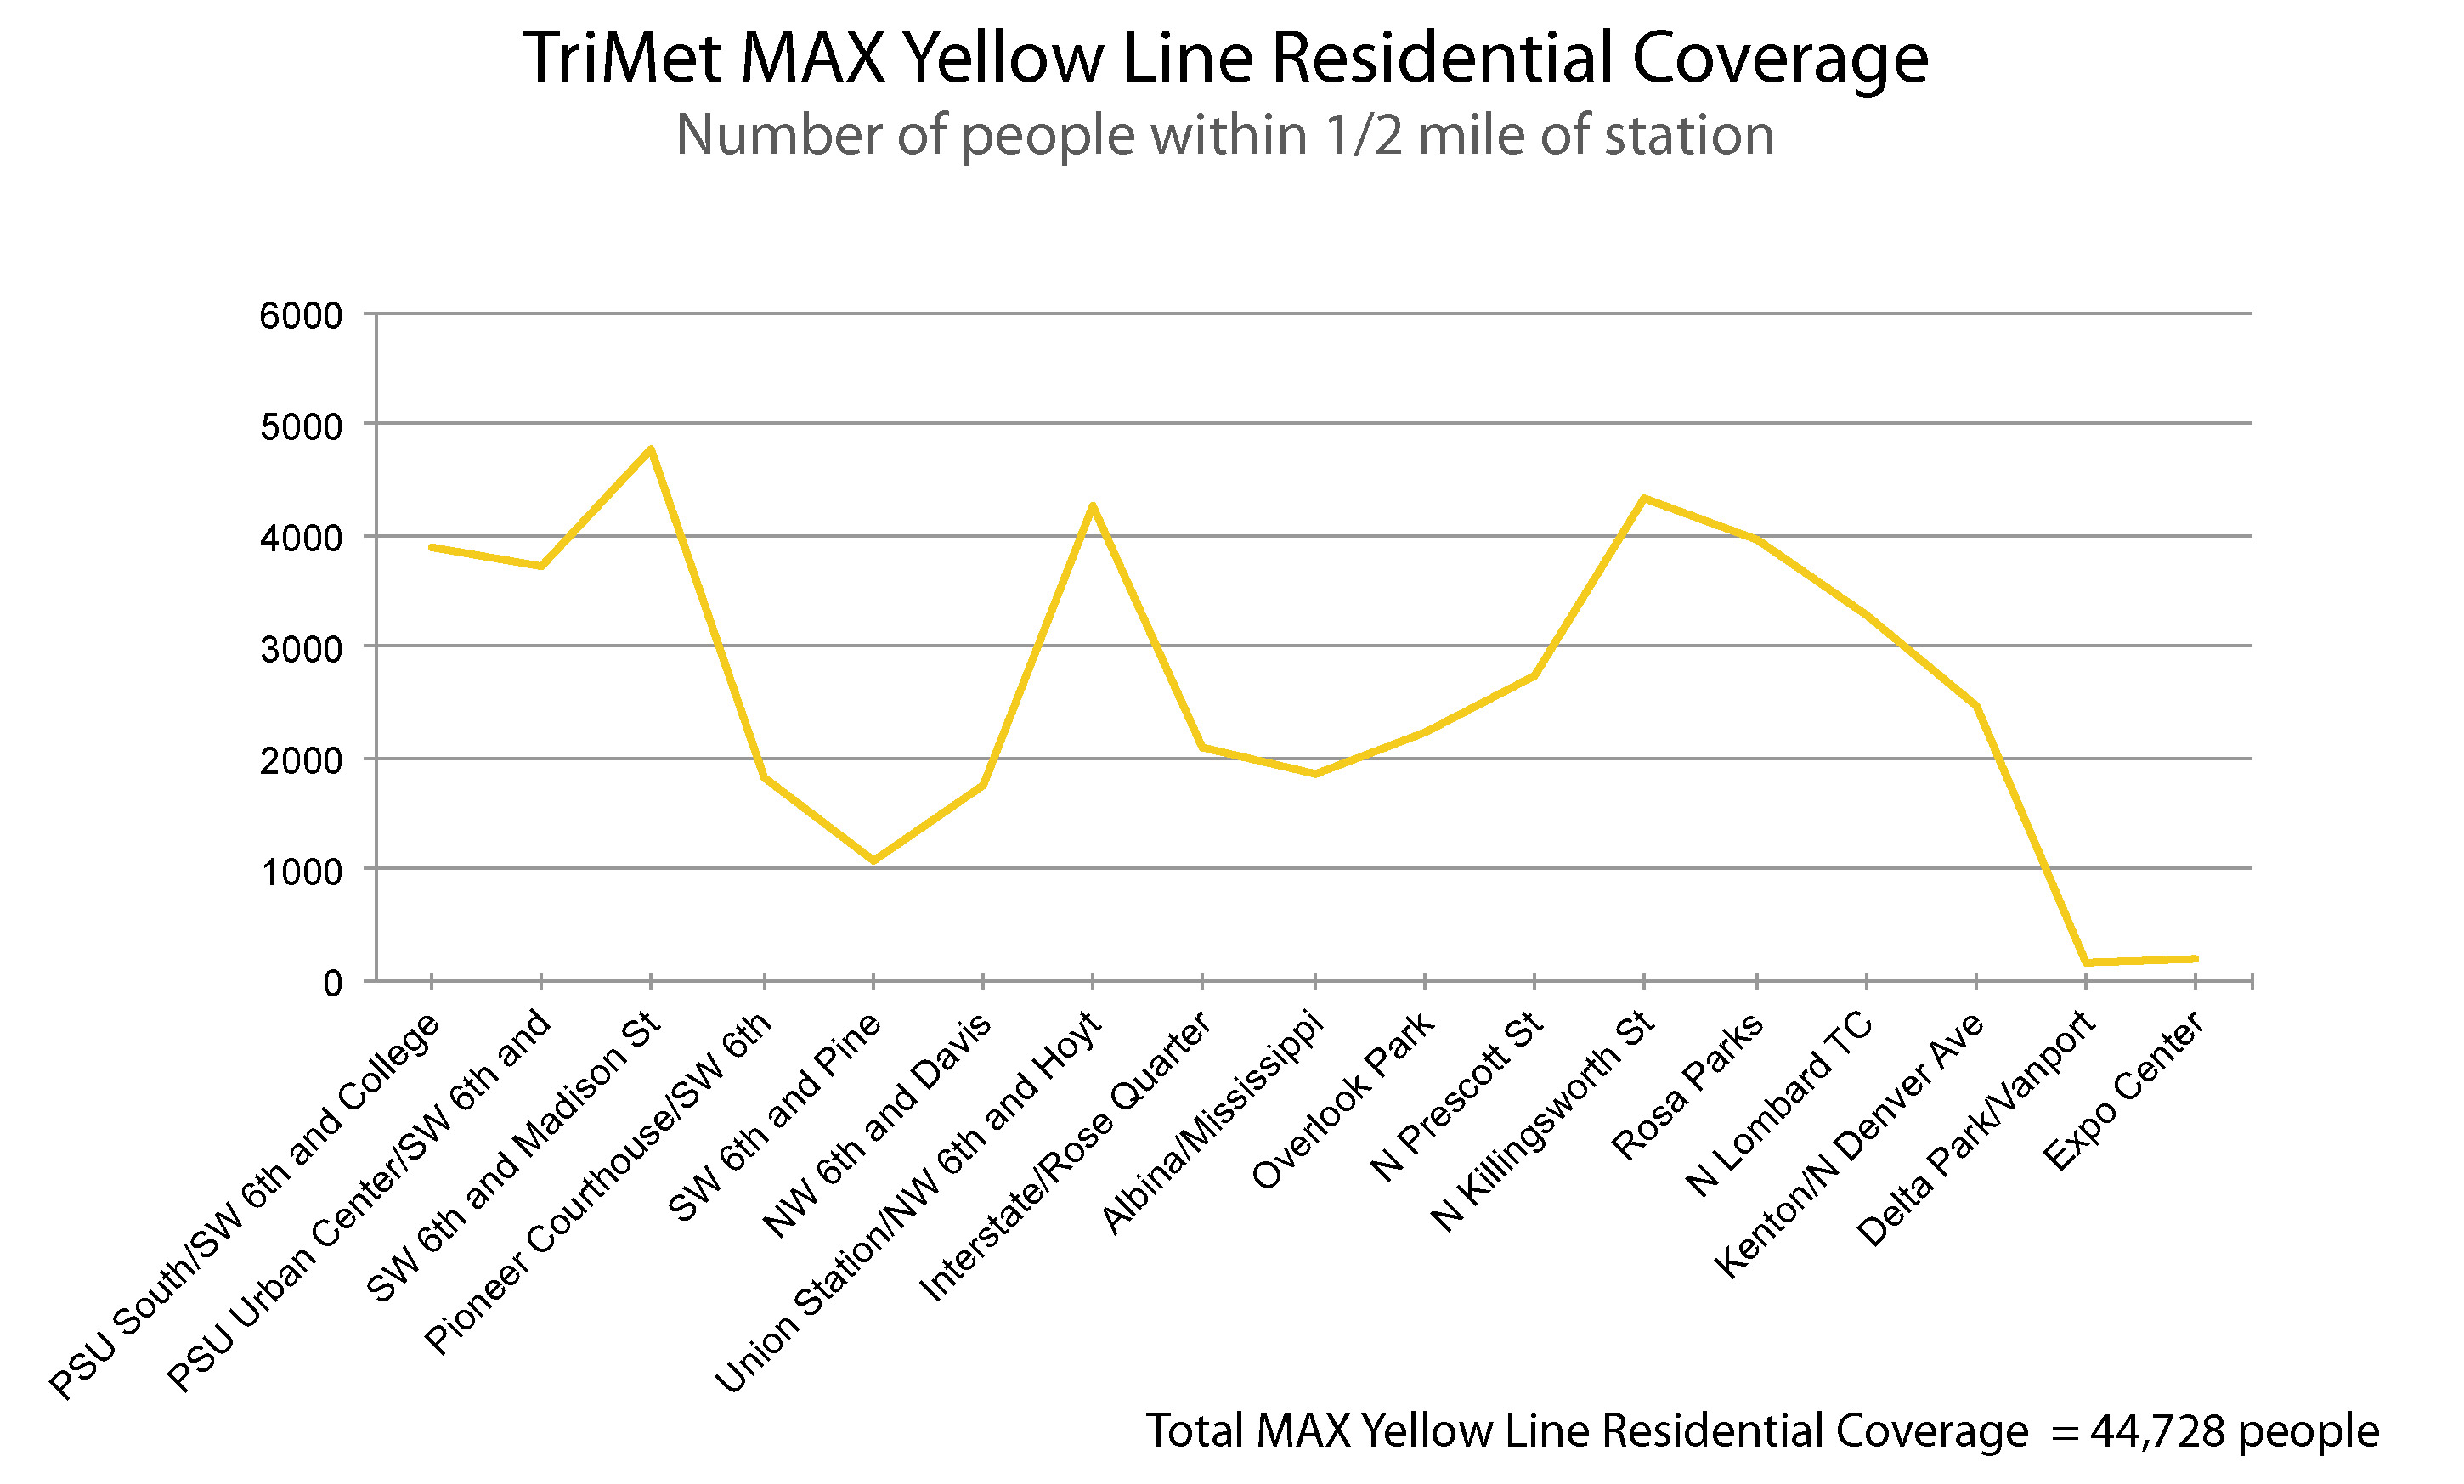 TriMet MAX Yellow Line Residential Coverage
Number of people within 1/2 mile of station
6000
5000
4000
3000
2000
1000
0
PSU South/SW 6th and College
PSU Urban Center/SW 6th and
SW 6th and Madison St
Pioneer Courthouse/SW 6th
SW 6th and Pine
NW 6th and Davis
Union Station/NW 6th and Hoyt
Interstate/Rose Quarter
Albina/Mississippi
Overlook Park
N Prescott St
N Killingsworth St
Rosa Parks
N Lombard TC
Kenton/N Denver Ave
Delta Park/Vanport
Expo Center
Total MAX Yellow Line Residential Coverage = 44,728 people